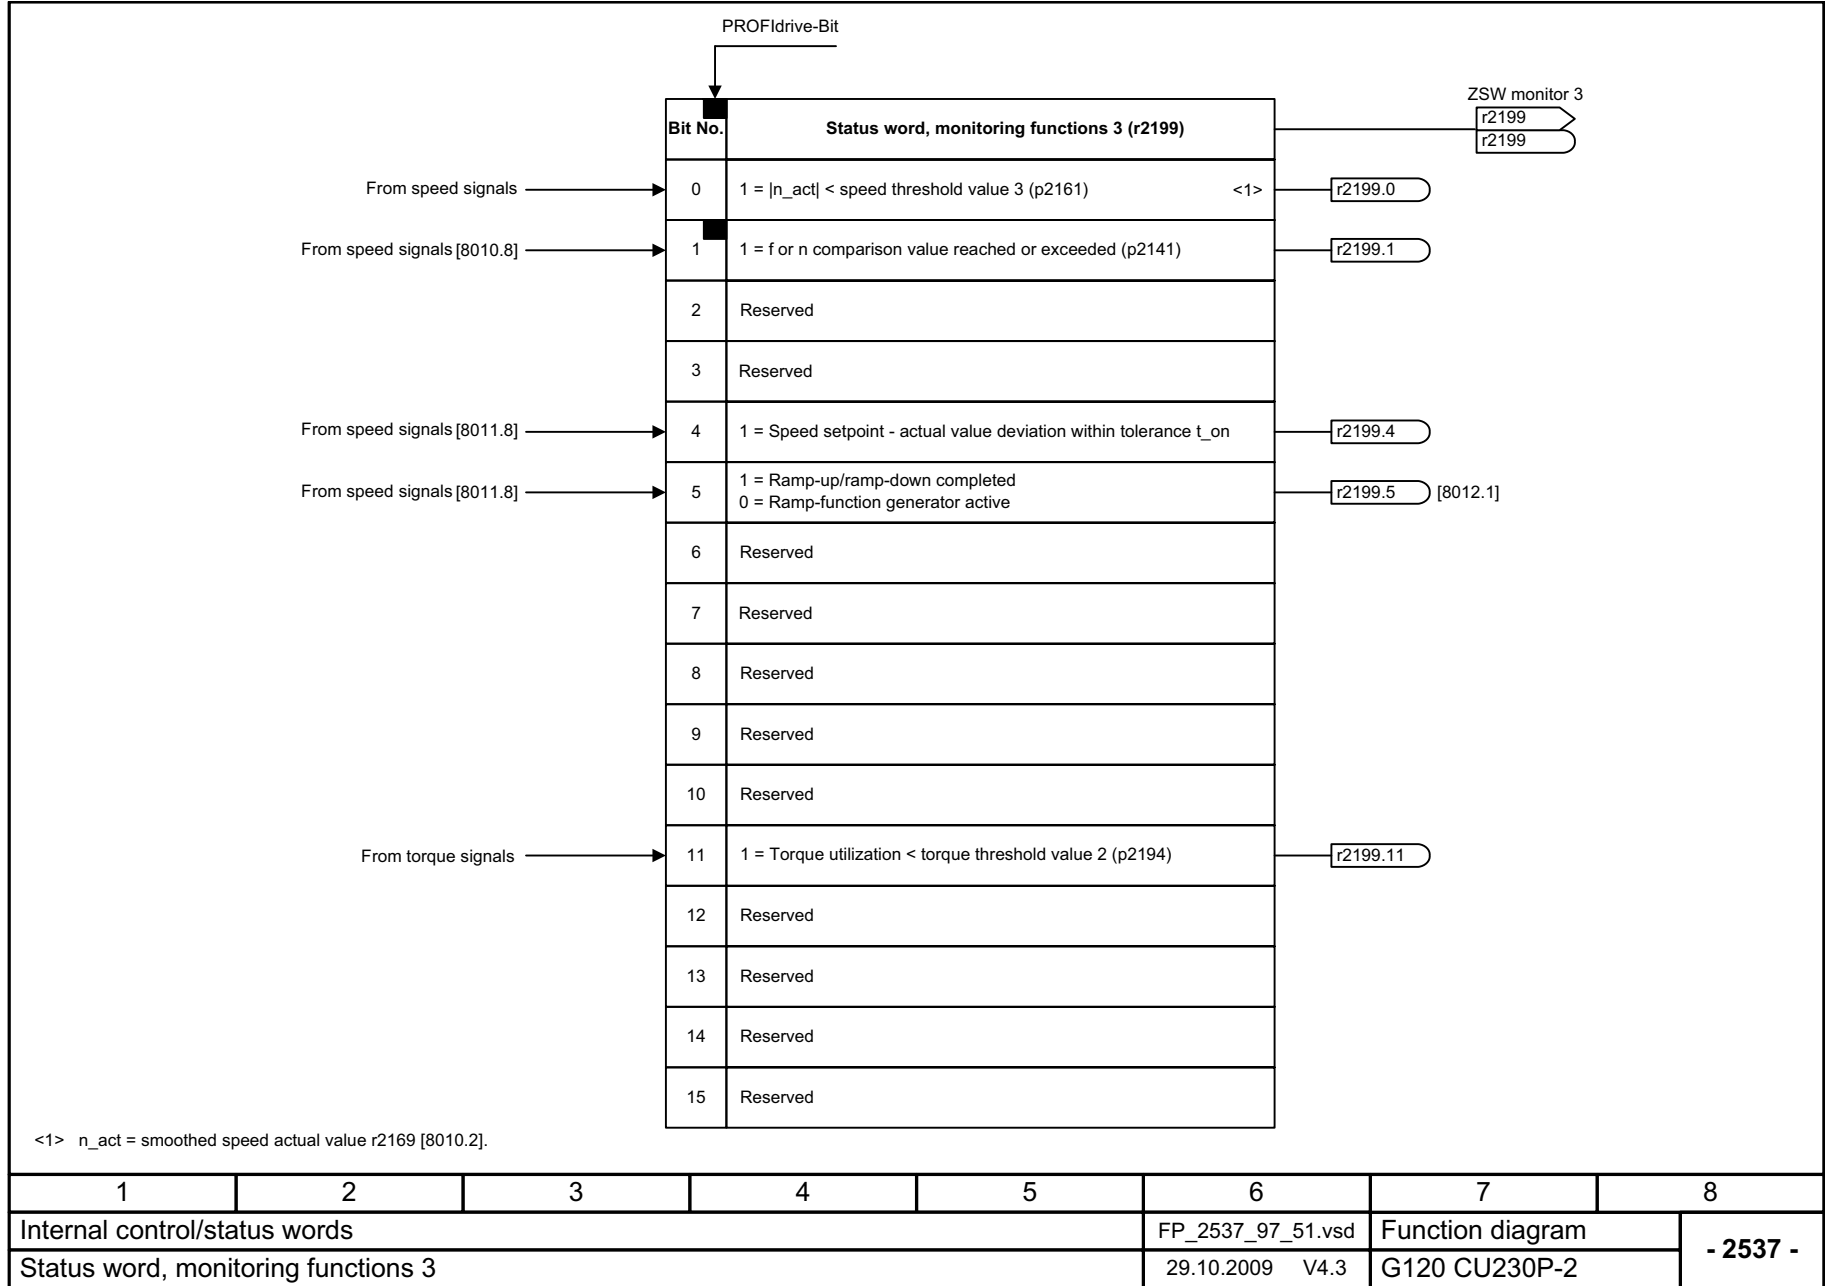 PROFIdrive-Bit
ZSW monitor 3
r2199
r2199
Bit No. Status word, monitoring functions 3 (r2199)
From speed signals 0 1 = |n_act| < speed threshold value 3 (p2161) <1> r2199.0
From speed signals [8010.8] 1 1 = f or n comparison value reached or exceeded (p2141) r2199.1
2 Reserved
3 Reserved
From speed signals [8011.8] 4 1 = Speed setpoint - actual value deviation within tolerance t_on r2199.4
From speed signals [8011.8] 5 1 = Ramp-up/ramp-down completed
0 = Ramp-function generator active r2199.5 [8012.1]
6 Reserved
7 Reserved
8 Reserved
9 Reserved
10 Reserved
From torque signals 11 1 = Torque utilization < torque threshold value 2 (p2194) r2199.11
12 Reserved
13 Reserved
14 Reserved
15 Reserved
<1> n_act = smoothed speed actual value r2169 [8010.2].
1 2 3 4 5 6 7 8
Internal control/status words FP_2537_97_51.vsd Function diagram - 2537 -
Status word, monitoring functions 3 29.10.2009 V4.3 G120 CU230P-2